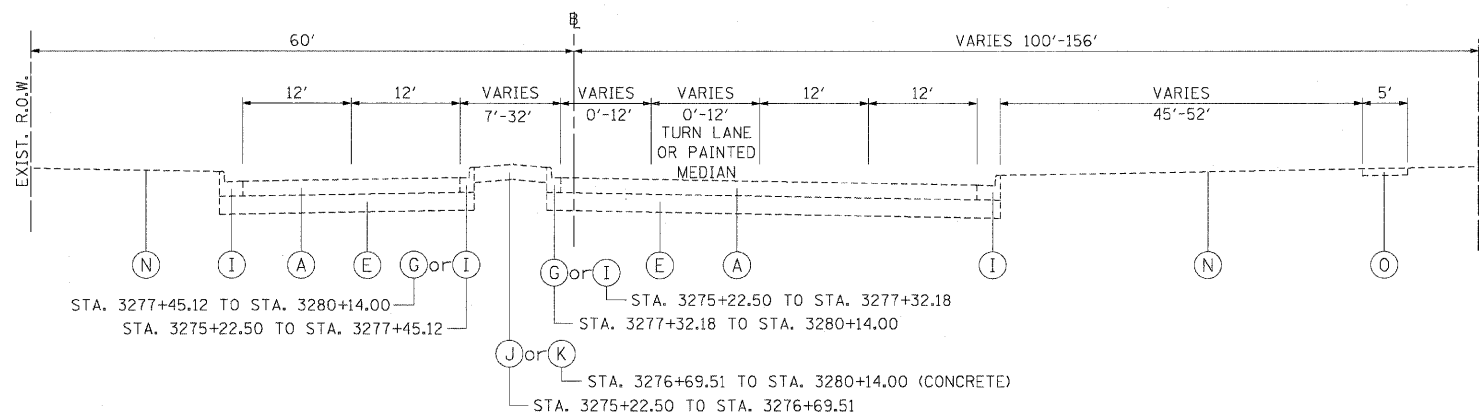 ℄
60'
VARIES 100'-156'
EXIST. R.O.W.
12'
12'
VARIES
7'-32'
VARIES
0'-12'
VARIES
0'-12'
TURN LANE
OR PAINTED
MEDIAN
12'
12'
VARIES
45'-52'
5'
N
I
A
E
G or I
G or I
E
A
I
N
O
STA. 3277+45.12 TO STA. 3280+14.00
STA. 3275+22.50 TO STA. 3277+45.12
STA. 3275+22.50 TO STA. 3277+32.18
STA. 3277+32.18 TO STA. 3280+14.00
J or K
STA. 3276+69.51 TO STA. 3280+14.00 (CONCRETE)
STA. 3275+22.50 TO STA. 3276+69.51